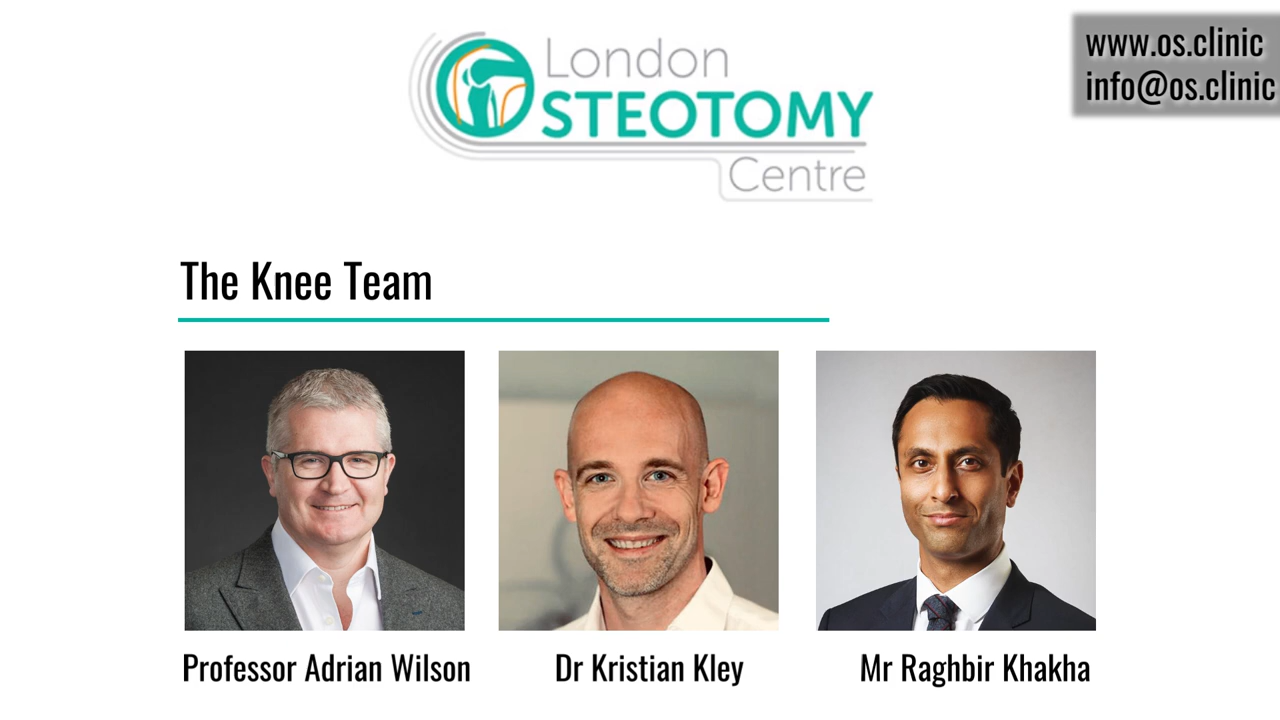 London
OSTEOTOMY
Centre
www.os.clinic
info@os.clinic
The Knee Team
Professor Adrian Wilson
Dr Kristian Kley
Mr Raghbir Khakha